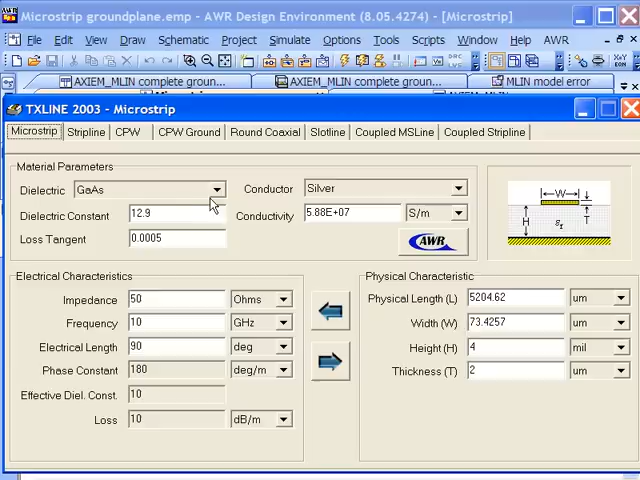 Microstrip groundplane.emp - AWR Design Environment (8.05.4274) - [Microstrip]
File Edit View Draw Schematic Project Simulate Options Tools Scripts Window Help AWR
AXIEM_MLIN complete groun... AXIEM_MLIN complete groun... MLIN model error
TXLINE 2003 - Microstrip
Microstrip Stripline CPW CPW Ground Round Coaxial Slotline Coupled MSLine Coupled Stripline
Material Parameters
Dielectric GaAs Conductor Silver
Dielectric Constant 12.9 Conductivity 5.88E+07 S/m
Loss Tangent 0.0005 AWR
W
H T
εr
Electrical Characteristics Physical Characteristic
Impedance 50 Ohms Physical Length (L) 5204.62 um
Frequency 10 GHz Width (W) 73.4257 um
Electrical Length 90 deg Height (H) 4 mil
Phase Constant 180 deg/m Thickness (T) 2 um
Effective Diel. Const. 10
Loss 10 dB/m